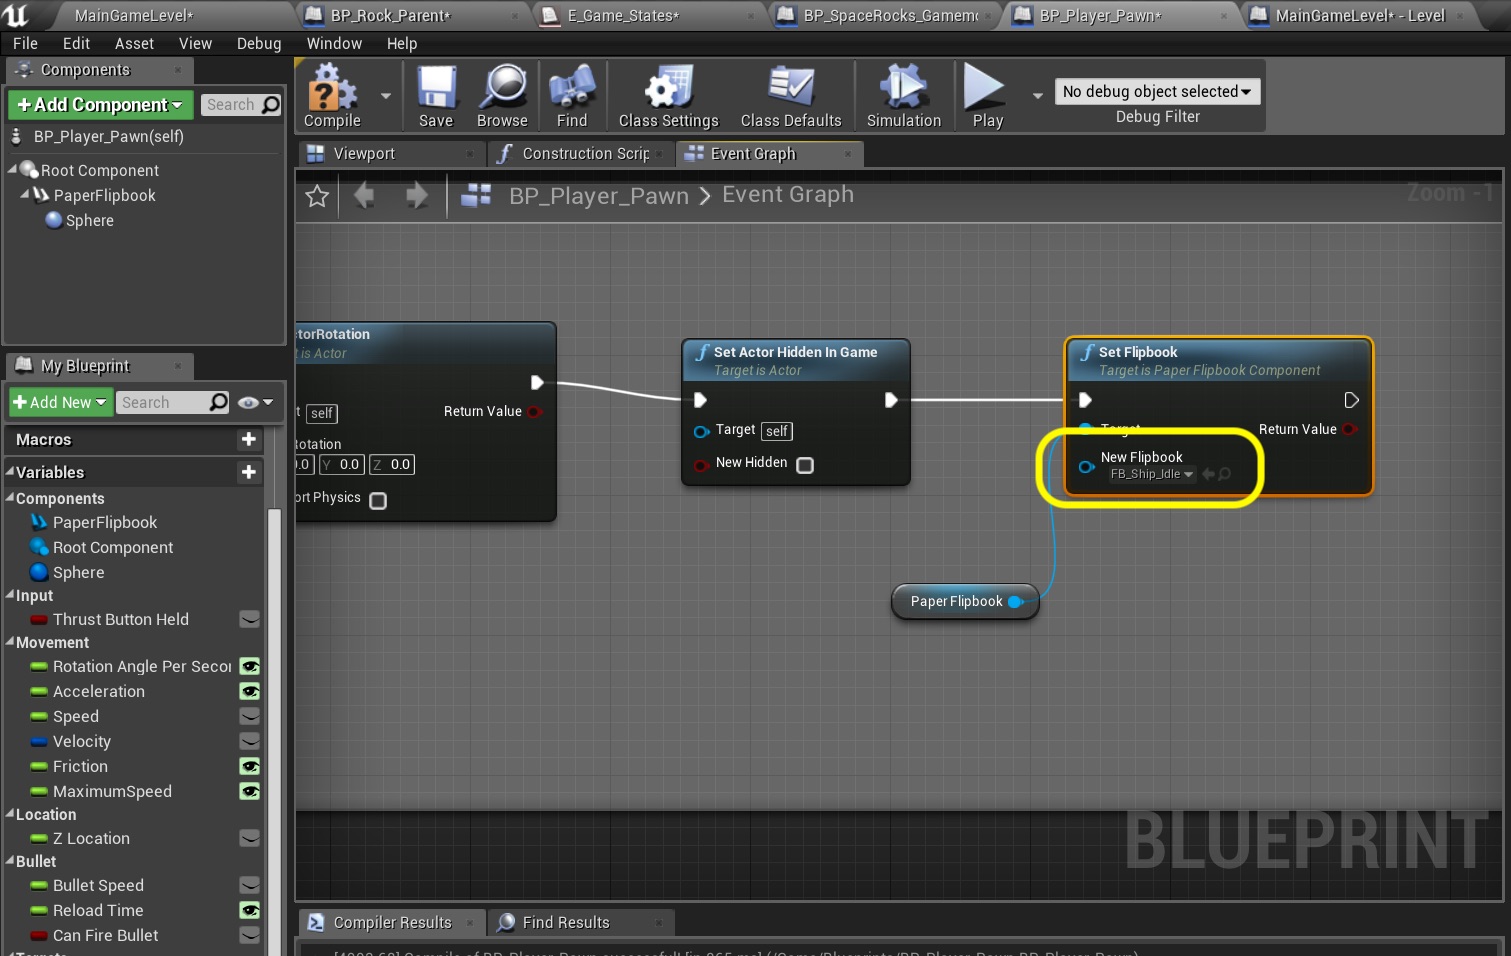 MainGameLevel*
BP_Rock_Parent*
E_Game_States*
BP_SpaceRocks_Gamem
BP_Player_Pawn*
MainGameLevel* - Level
File Edit Asset View Debug Window Help
Components
+Add Component
Search
BP_Player_Pawn(self)
Root Component
PaperFlipbook
Sphere
My Blueprint
+Add New
Search
Macros
Variables
Components
PaperFlipbook
Root Component
Sphere
Input
Thrust Button Held
Movement
Rotation Angle Per Secon
Acceleration
Speed
Velocity
Friction
MaximumSpeed
Location
Z Location
Bullet
Bullet Speed
Reload Time
Can Fire Bullet
Compile
Save
Browse
Find
Class Settings
Class Defaults
Simulation
Play
No debug object selected
Debug Filter
Viewport
Construction Scrip
Event Graph
BP_Player_Pawn > Event Graph
Zoom -1
ctorRotation
t is Actor
t self
Return Value
Rotation
0.0 Y 0.0 Z 0.0
ort Physics
Set Actor Hidden In Game
Target is Actor
Target self
New Hidden
Set Flipbook
Target is Paper Flipbook Component
Target
Return Value
New Flipbook
FB_Ship_Idle
Paper Flipbook
BLUEPRINT
Compiler Results
Find Results